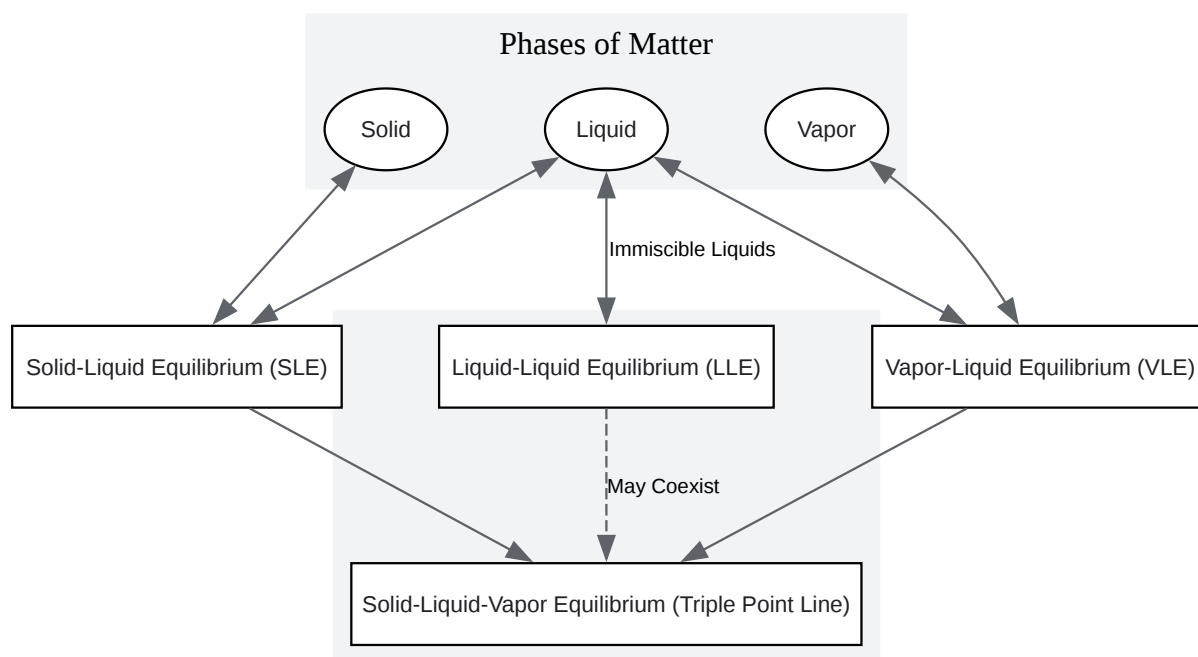 Phases of Matter
Solid
Liquid
Vapor
Immiscible Liquids
Solid-Liquid Equilibrium (SLE)
Liquid-Liquid Equilibrium (LLE)
Vapor-Liquid Equilibrium (VLE)
May Coexist
Solid-Liquid-Vapor Equilibrium (Triple Point Line)